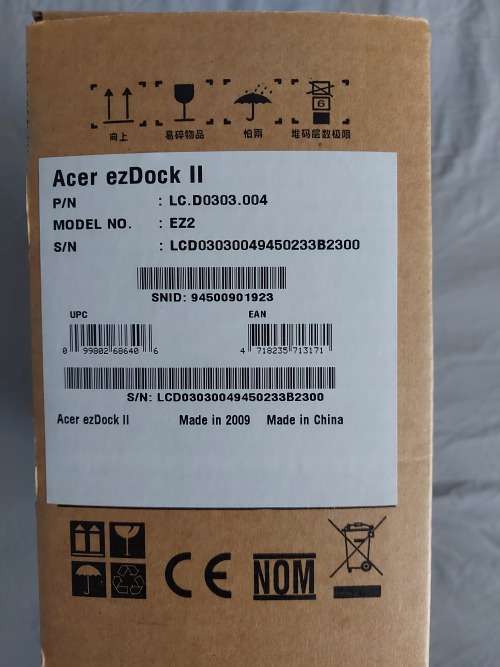 6
向上 易碎物品 怕雨 堆码层数极限
Acer ezDock II
P/N : LC.D0303.004
MODEL NO. : EZ2
S/N : LCD03030049450233B2300
SNID: 94500901923
UPC EAN
0 99802 68640 6 4 718235 713171
S/N: LCD03030049450233B2300
Acer ezDock II Made in 2009 Made in China
CE NOM